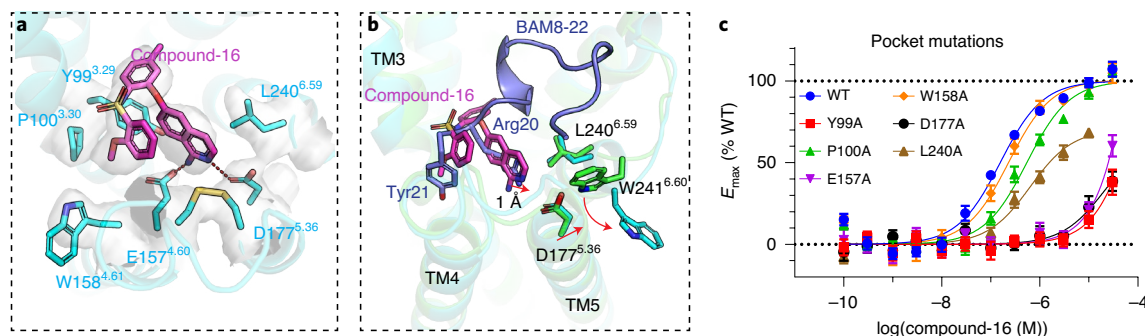 a
Compound-16
Y99^3.29
L240^6.59
P100^3.30
D177^5.36
E157^4.60
W158^4.61
b
BAM8-22
TM3
Compound-16
Arg20
L240^6.59
Tyr21
W241^6.60
1 Å
D177^5.36
TM4
TM5
c
Pocket mutations
E_max (% WT)
100
50
0
WT
W158A
Y99A
D177A
P100A
L240A
E157A
−10
−8
−6
−4
log(compound-16 (M))